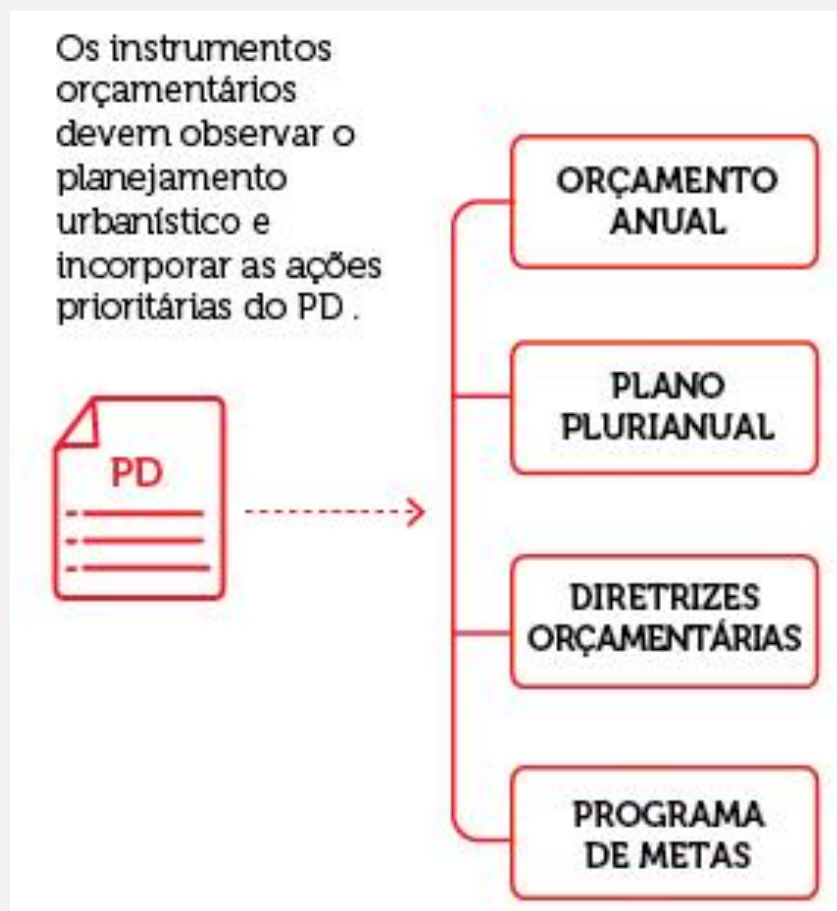 Os instrumentos
orçamentários
devem observar o
planejamento
urbanístico e
incorporar as ações
prioritárias do PD .
PD
ORÇAMENTO
ANUAL
PLANO
PLURIANUAL
DIRETRIZES
ORÇAMENTÁRIAS
PROGRAMA
DE METAS